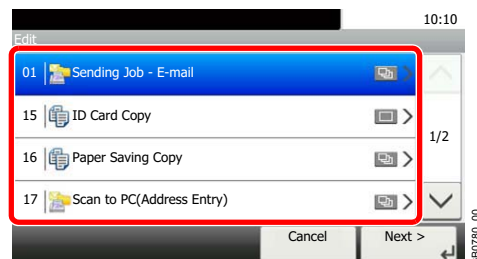 10:10
Edit
01 Sending Job - E-mail
15 ID Card Copy
16 Paper Saving Copy
17 Scan to PC(Address Entry)
1/2
Cancel
Next >